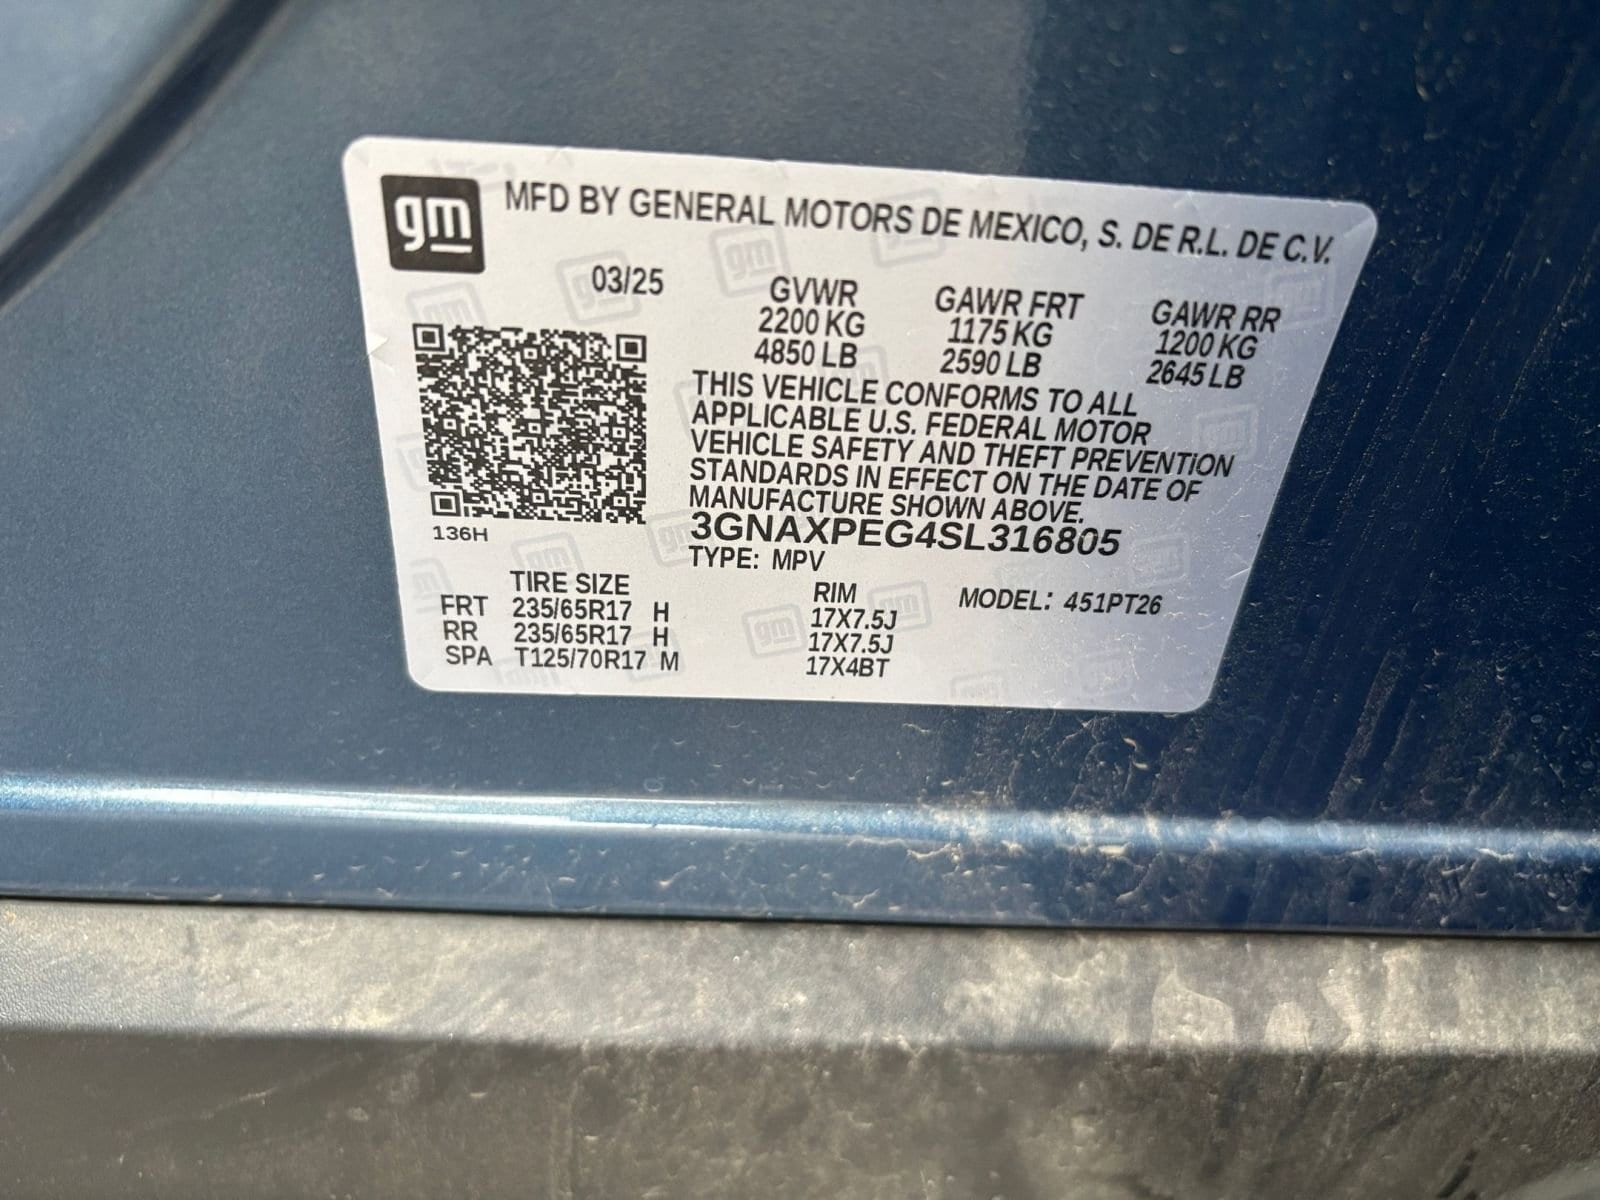 gm MFD BY GENERAL MOTORS DE MEXICO, S. DE R.L. DE C.V.
03/25
GVWR GAWR FRT GAWR RR
2200 KG 1175 KG 1200 KG
4850 LB 2590 LB 2645 LB
THIS VEHICLE CONFORMS TO ALL
APPLICABLE U.S. FEDERAL MOTOR
VEHICLE SAFETY AND THEFT PREVENTION
STANDARDS IN EFFECT ON THE DATE OF
MANUFACTURE SHOWN ABOVE.
3GNAXPEG4SL316805
136H
TYPE: MPV
TIRE SIZE RIM MODEL: 451PT26
FRT 235/65R17 H 17X7.5J
RR 235/65R17 H 17X7.5J
SPA T125/70R17 M 17X4BT